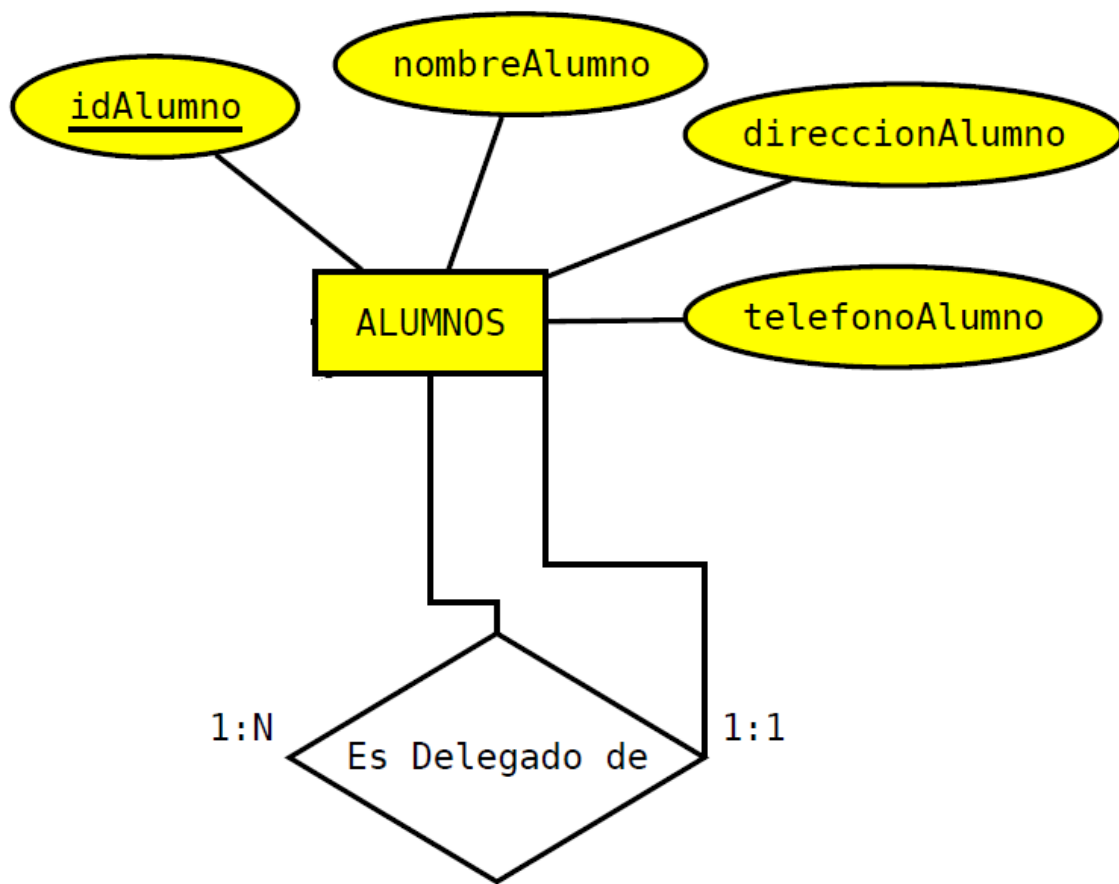 nombreAlumno
idAlumno
direccionAlumno
telefonoAlumno
ALUMNOS
1:N
1:1
Es Delegado de